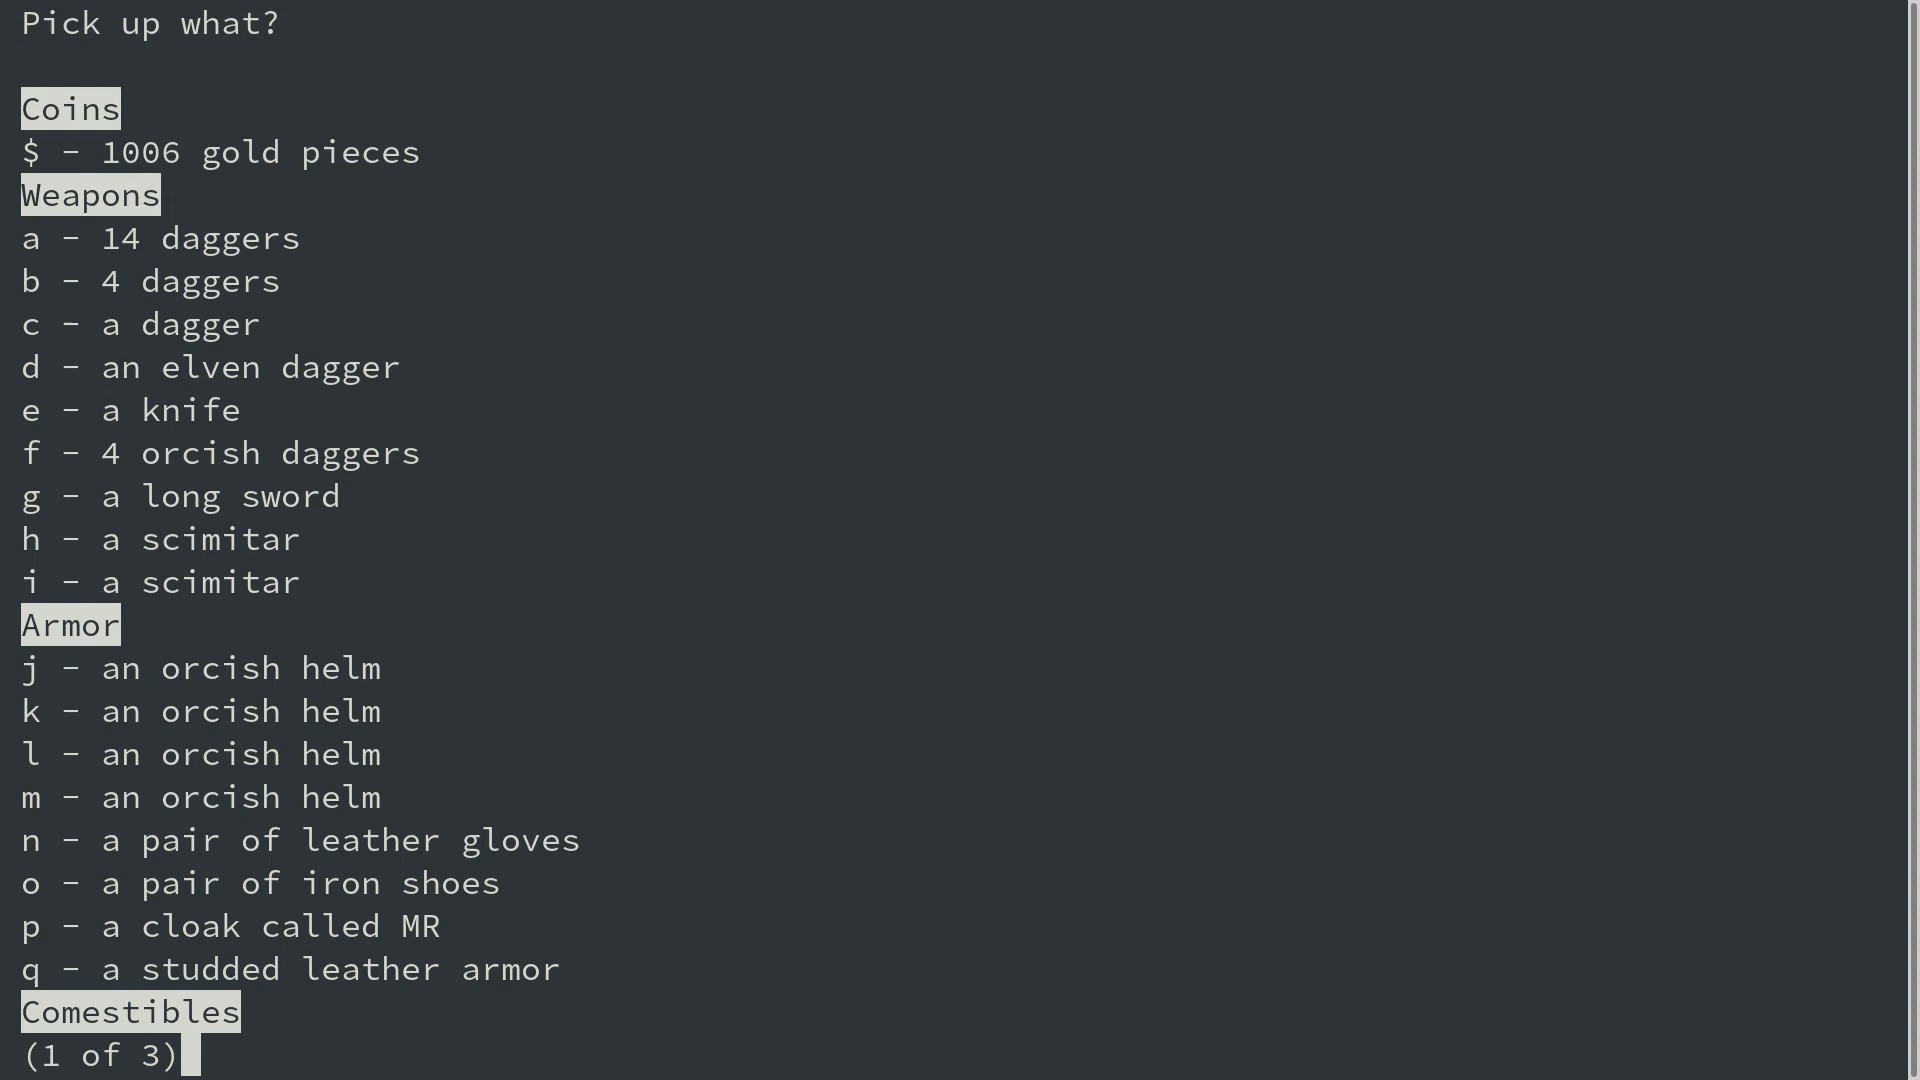 Pick up what?
Coins
$ - 1006 gold pieces
Weapons
a - 14 daggers
b - 4 daggers
c - a dagger
d - an elven dagger
e - a knife
f - 4 orcish daggers
g - a long sword
h - a scimitar
i - a scimitar
Armor
j - an orcish helm
k - an orcish helm
l - an orcish helm
m - an orcish helm
n - a pair of leather gloves
o - a pair of iron shoes
p - a cloak called MR
q - a studded leather armor
Comestibles
(1 of 3)